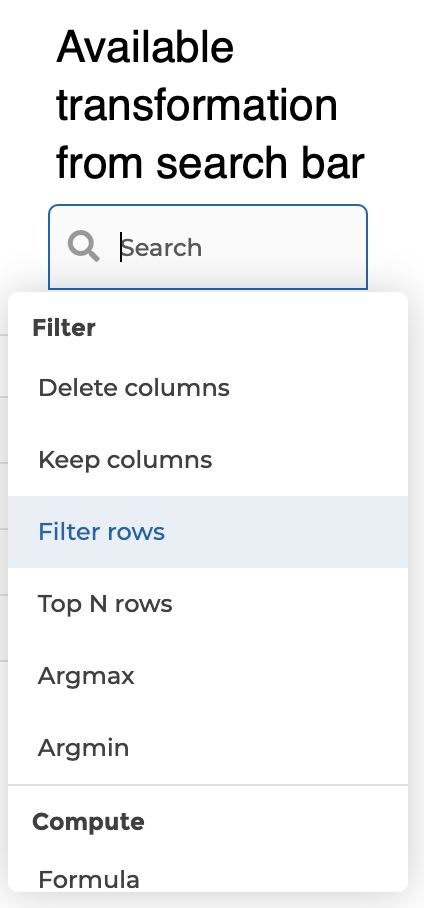 Available
transformation
from search bar
Search
Filter
Delete columns
Keep columns
Filter rows
Top N rows
Argmax
Argmin
Compute
Formula